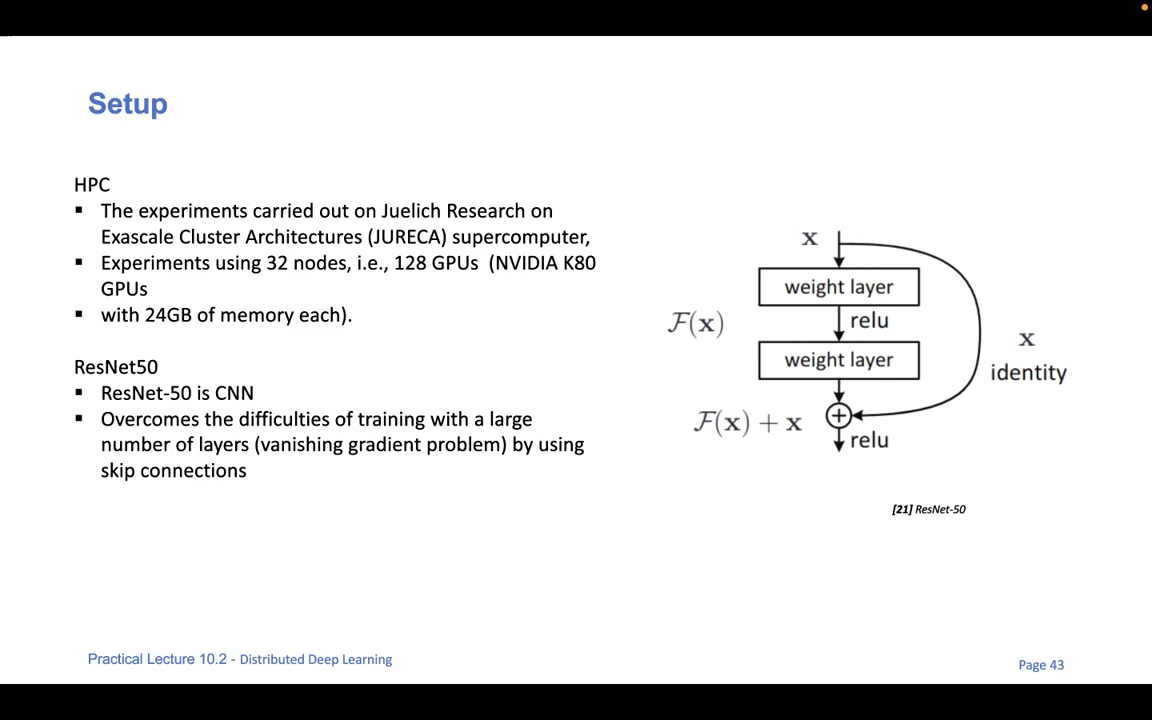 Setup
HPC
▪ The experiments carried out on Juelich Research on
Exascale Cluster Architectures (JURECA) supercomputer,
▪ Experiments using 32 nodes, i.e., 128 GPUs (NVIDIA K80
GPUs
▪ with 24GB of memory each).
ResNet50
▪ ResNet-50 is CNN
▪ Overcomes the difficulties of training with a large
number of layers (vanishing gradient problem) by using
skip connections
x
weight layer
F(x)
relu
weight layer
x
identity
F(x) + x
relu
[21] ResNet-50
Practical Lecture 10.2 - Distributed Deep Learning
Page 43